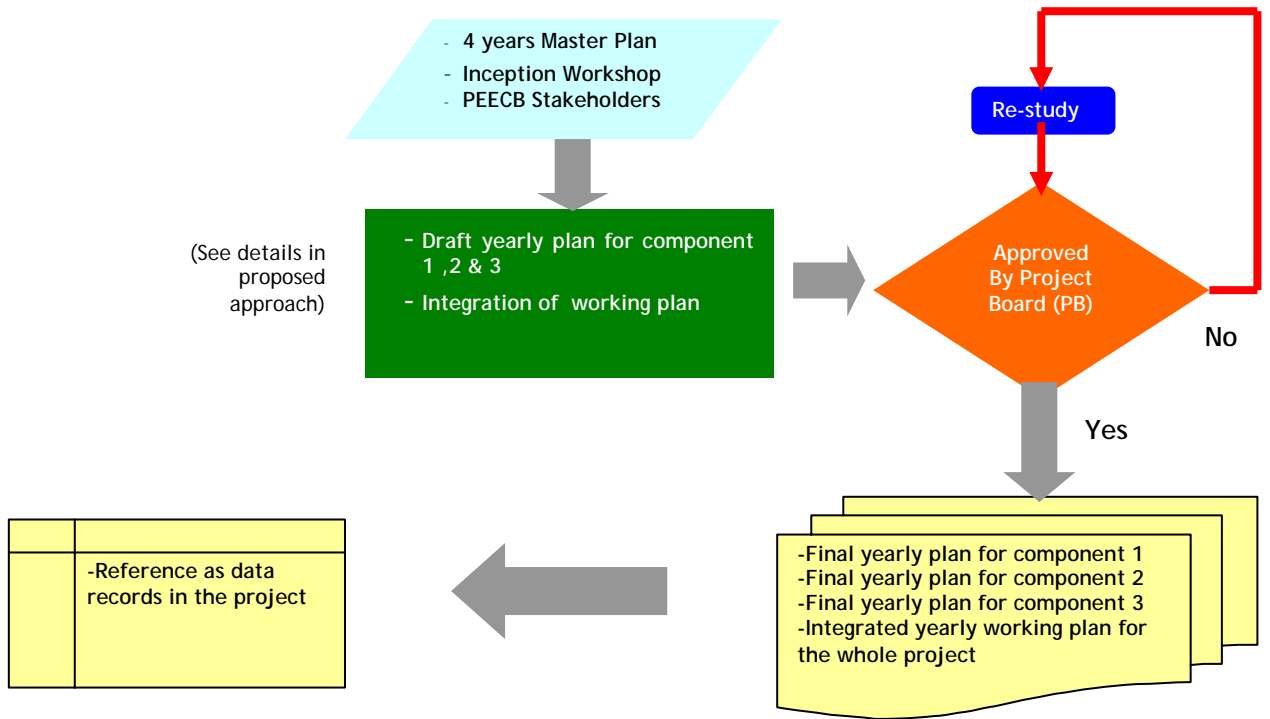 - 4 years Master Plan
- Inception Workshop
- PEECB Stakeholders
Re-study
(See details in
proposed
approach)
- Draft yearly plan for component
1 ,2 & 3
- Integration of working plan
Approved
By Project
Board (PB)
No
Yes
-Final yearly plan for component 1
-Final yearly plan for component 2
-Final yearly plan for component 3
-Integrated yearly working plan for
the whole project
-Reference as data
records in the project